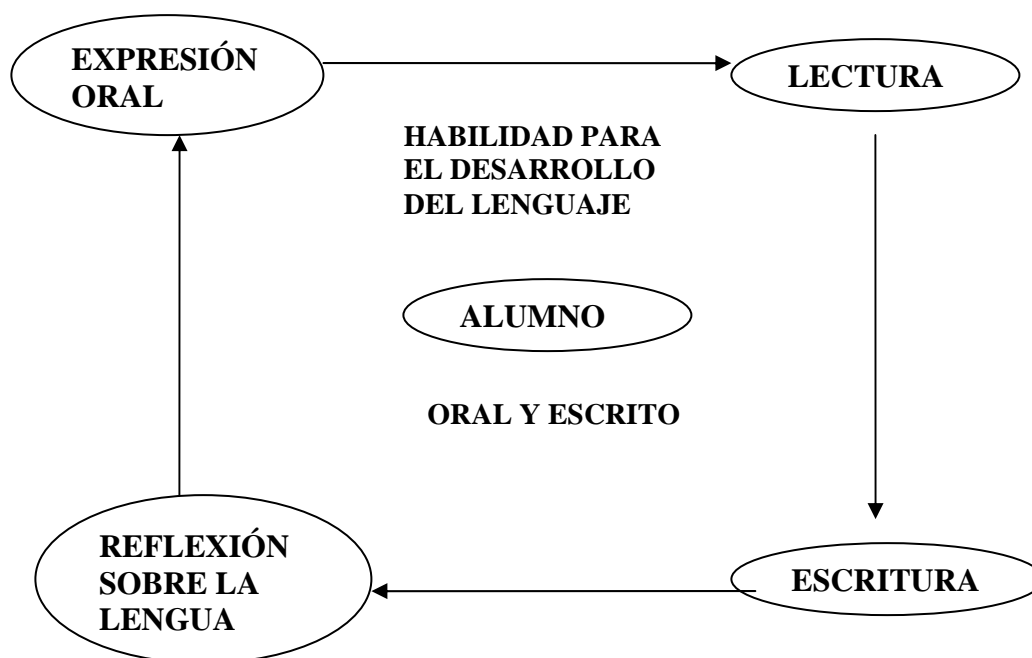 EXPRESIÓN
ORAL
LECTURA
HABILIDAD PARA
EL DESARROLLO
DEL LENGUAJE
ALUMNO
ORAL Y ESCRITO
REFLEXIÓN
SOBRE LA
LENGUA
ESCRITURA